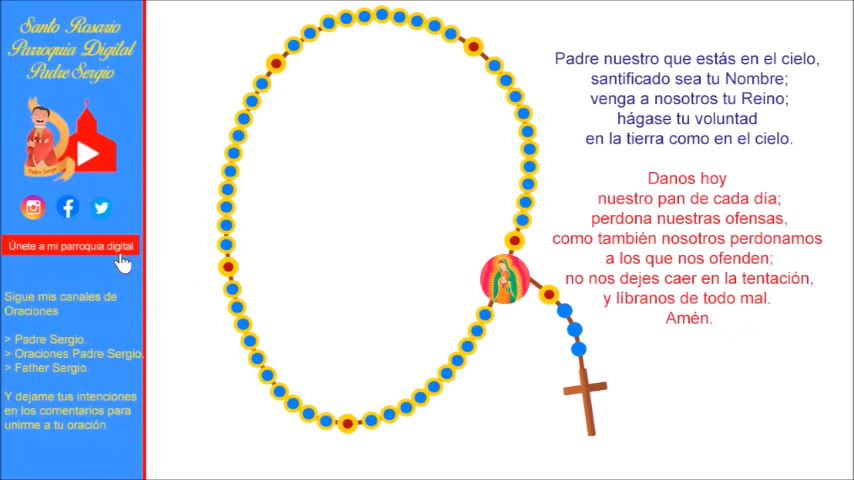 Santo Rosario
Parroquia Digital
Padre Sergio
Padre Sergio
Únete a mi parroquia digital
Sigue mis canales de
Oraciones
> Padre Sergio.
> Oraciones Padre Sergio.
> Father Sergio.
Y dejame tus intenciones
en los comentarios para
unirme a tu oración.
Padre nuestro que estás en el cielo,
santificado sea tu Nombre;
venga a nosotros tu Reino;
hágase tu voluntad
en la tierra como en el cielo.
Danos hoy
nuestro pan de cada día;
perdona nuestras ofensas,
como también nosotros perdonamos
a los que nos ofenden;
no nos dejes caer en la tentación,
y líbranos de todo mal.
Amén.